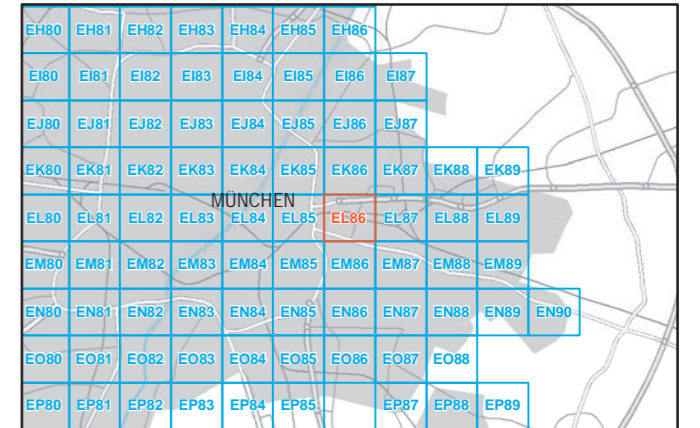 EH80 EH81 EH82 EH83 EH84 EH85 EH86
EI80 EI81 EI82 EI83 EI84 EI85 EI86 EI87
EJ80 EJ81 EJ82 EJ83 EJ84 EJ85 EJ86 EJ87
EK80 EK81 EK82 EK83 EK84 EK85 EK86 EK87 EK88 EK89
MÜNCHEN
EL80 EL81 EL82 EL83 EL84 EL85 EL86 EL87 EL88 EL89
EM80 EM81 EM82 EM83 EM84 EM85 EM86 EM87 EM88 EM89
EN80 EN81 EN82 EN83 EN84 EN85 EN86 EN87 EN88 EN89 EN90
EO80 EO81 EO82 EO83 EO84 EO85 EO86 EO87 EO88
EP80 EP81 EP82 EP83 EP84 EP85 EP87 EP88 EP89